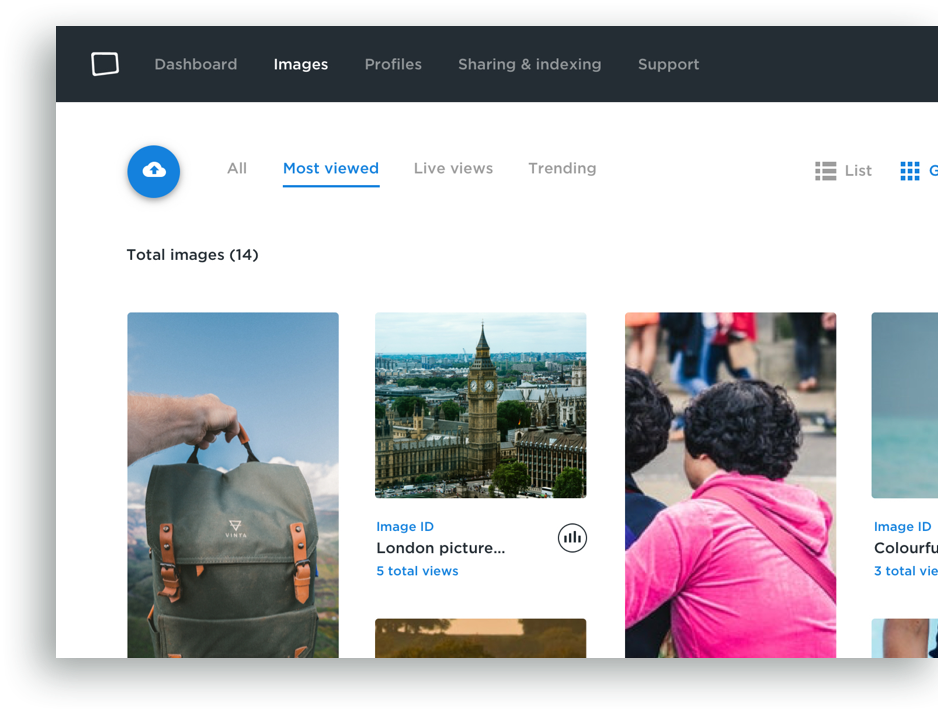 Dashboard Images Profiles Sharing & indexing Support
All Most viewed Live views Trending List
Total images (14)
VINTA
Image ID
London picture...
5 total views
Image ID
Colourfu
3 total vie